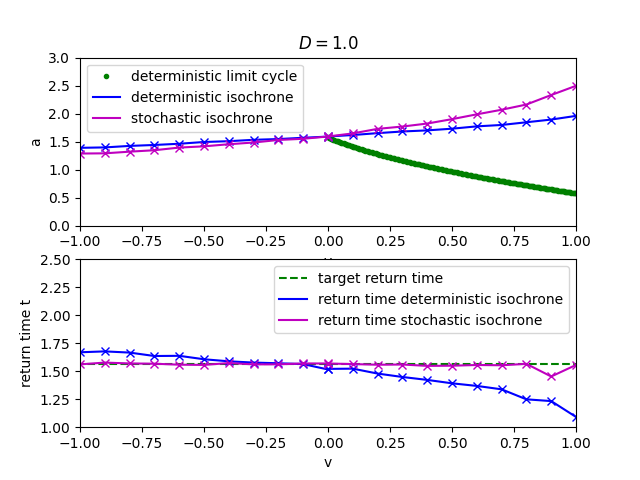 D = 1.0
3.0
2.5
2.0
1.5
1.0
0.5
0.0
a
deterministic limit cycle
deterministic isochrone
stochastic isochrone
−1.00 −0.75 −0.50 −0.25 0.00 0.25 0.50 0.75 1.00
2.50
2.25
2.00
1.75
1.50
1.25
1.00
return time t
target return time
return time deterministic isochrone
return time stochastic isochrone
−1.00 −0.75 −0.50 −0.25 0.00 0.25 0.50 0.75 1.00
v